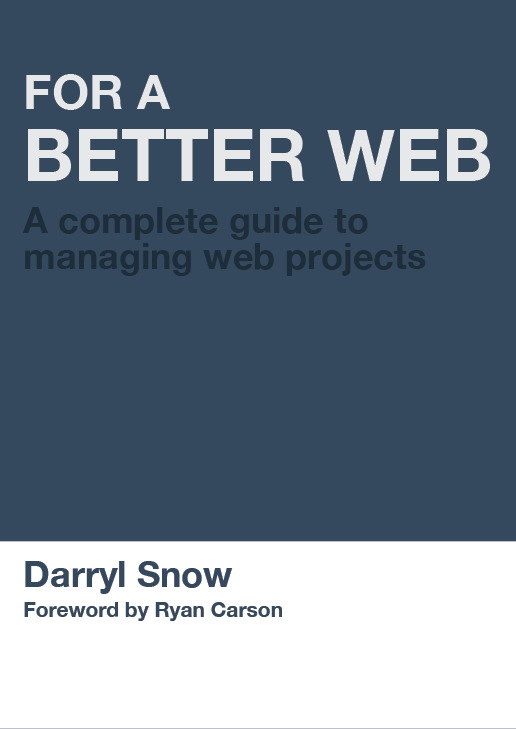 FOR A
BETTER WEB
A complete guide to
managing web projects
Darryl Snow
Foreword by Ryan Carson